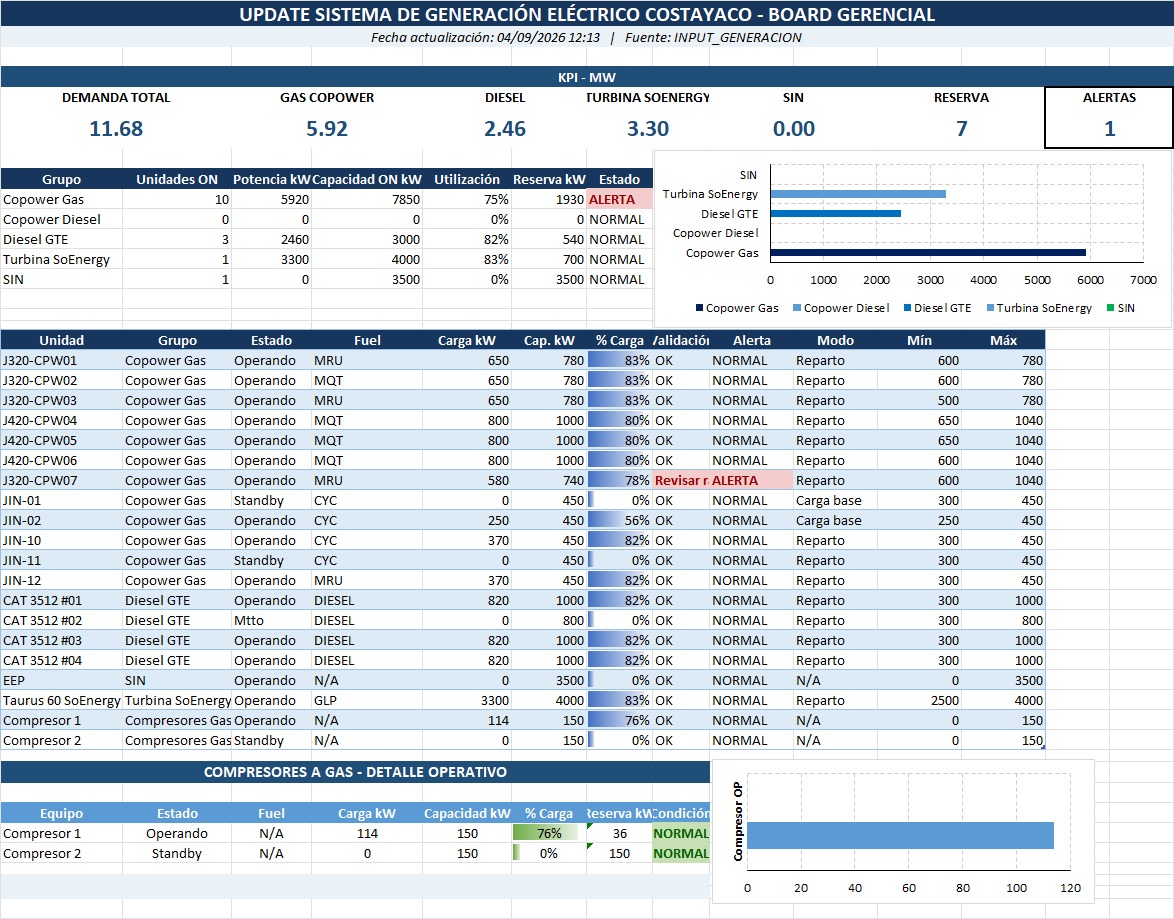 UPDATE SISTEMA DE GENERACIÓN ELÉCTRICO COSTAYACO - BOARD GERENCIAL
Fecha actualización: 04/09/2026 12:13 | Fuente: INPUT_GENERACION
KPI - MW
DEMANDA TOTAL GAS COPOWER DIESEL TURBINA SOENERGY SIN RESERVA ALERTAS
11.68 5.92 2.46 3.30 0.00 7 1
Grupo Unidades ON Potencia kW Capacidad ON kW Utilización Reserva kW Estado
Copower Gas 10 5920 7850 75% 1930 ALERTA
Copower Diesel 0 0 0 0% 0 NORMAL
Diesel GTE 3 2460 3000 82% 540 NORMAL
Turbina SoEnergy 1 3300 4000 83% 700 NORMAL
SIN 1 0 3500 0% 3500 NORMAL
SIN
Turbina SoEnergy
Diesel GTE
Copower Diesel
Copower Gas
0 1000 2000 3000 4000 5000 6000 7000
Copower Gas Copower Diesel Diesel GTE Turbina SoEnergy SIN
Unidad Grupo Estado Fuel Carga kW Cap. kW % Carga Validación Alerta Modo Mín Máx
J320-CPW01 Copower Gas Operando MRU 650 780 83% OK NORMAL Reparto 600 780
J320-CPW02 Copower Gas Operando MQT 650 780 83% OK NORMAL Reparto 600 780
J320-CPW03 Copower Gas Operando MRU 650 780 83% OK NORMAL Reparto 500 780
J420-CPW04 Copower Gas Operando MQT 800 1000 80% OK NORMAL Reparto 650 1040
J420-CPW05 Copower Gas Operando MQT 800 1000 80% OK NORMAL Reparto 650 1040
J420-CPW06 Copower Gas Operando MQT 800 1000 80% OK NORMAL Reparto 600 1040
J320-CPW07 Copower Gas Operando MRU 580 740 78% Revisar r ALERTA Reparto 600 1040
JIN-01 Copower Gas Standby CYC 0 450 0% OK NORMAL Carga base 300 450
JIN-02 Copower Gas Operando CYC 250 450 56% OK NORMAL Carga base 250 450
JIN-10 Copower Gas Operando CYC 370 450 82% OK NORMAL Reparto 300 450
JIN-11 Copower Gas Standby CYC 0 450 0% OK NORMAL Reparto 300 450
JIN-12 Copower Gas Operando MRU 370 450 82% OK NORMAL Reparto 300 450
CAT 3512 #01 Diesel GTE Operando DIESEL 820 1000 82% OK NORMAL Reparto 300 1000
CAT 3512 #02 Diesel GTE Mtto DIESEL 0 800 0% OK NORMAL Reparto 300 800
CAT 3512 #03 Diesel GTE Operando DIESEL 820 1000 82% OK NORMAL Reparto 300 1000
CAT 3512 #04 Diesel GTE Operando DIESEL 820 1000 82% OK NORMAL Reparto 300 1000
EEP SIN Operando N/A 0 3500 0% OK NORMAL N/A 0 3500
Taurus 60 SoEnergy Turbina SoEnergy Operando GLP 3300 4000 83% OK NORMAL Reparto 2500 4000
Compresor 1 Compresores Gas Operando N/A 114 150 76% OK NORMAL N/A 0 150
Compresor 2 Compresores Gas Standby N/A 0 150 0% OK NORMAL N/A 0 150
COMPRESORES A GAS - DETALLE OPERATIVO
Equipo Estado Fuel Carga kW Capacidad kW % Carga Reserva kW Condición
Compresor 1 Operando N/A 114 150 76% 36 NORMAL
Compresor 2 Standby N/A 0 150 0% 150 NORMAL
Compresor OP
0 20 40 60 80 100 120